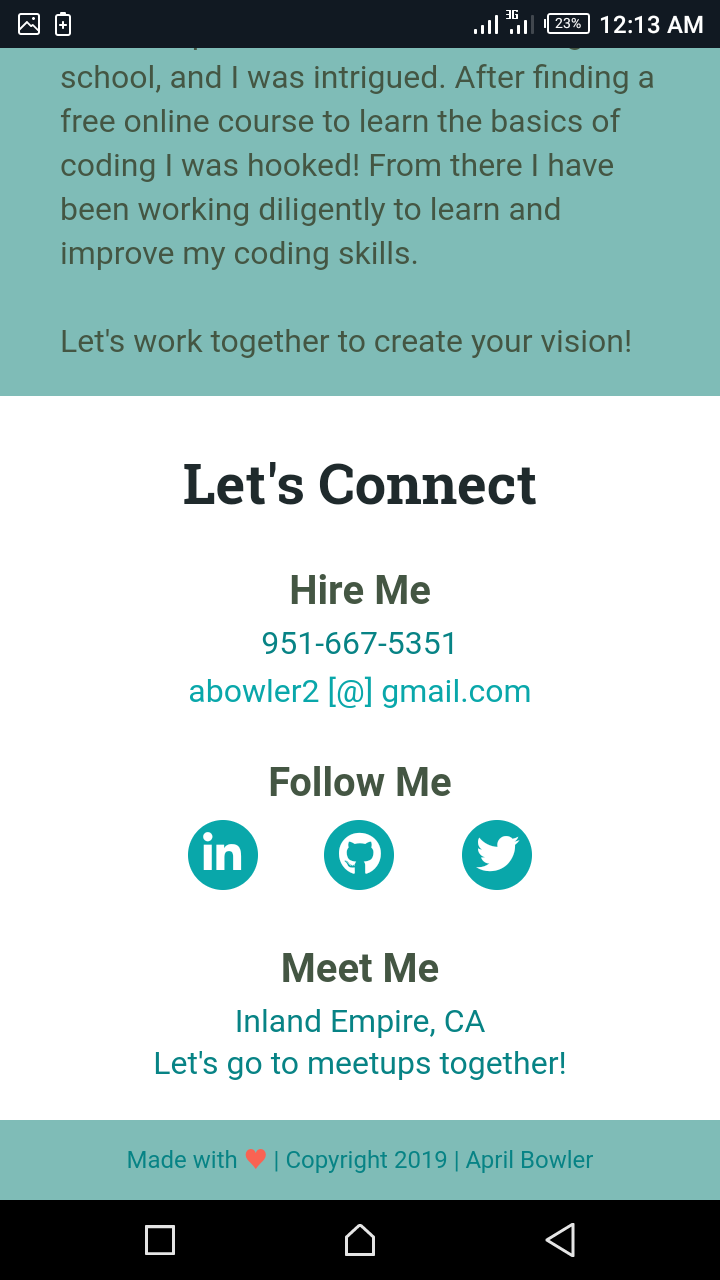 3G 23% 12:13 AM
school, and I was intrigued. After finding a
free online course to learn the basics of
coding I was hooked! From there I have
been working diligently to learn and
improve my coding skills.
Let's work together to create your vision!
Let's Connect
Hire Me
951-667-5351
abowler2 [@] gmail.com
Follow Me
in
Meet Me
Inland Empire, CA
Let's go to meetups together!
Made with ♥ | Copyright 2019 | April Bowler